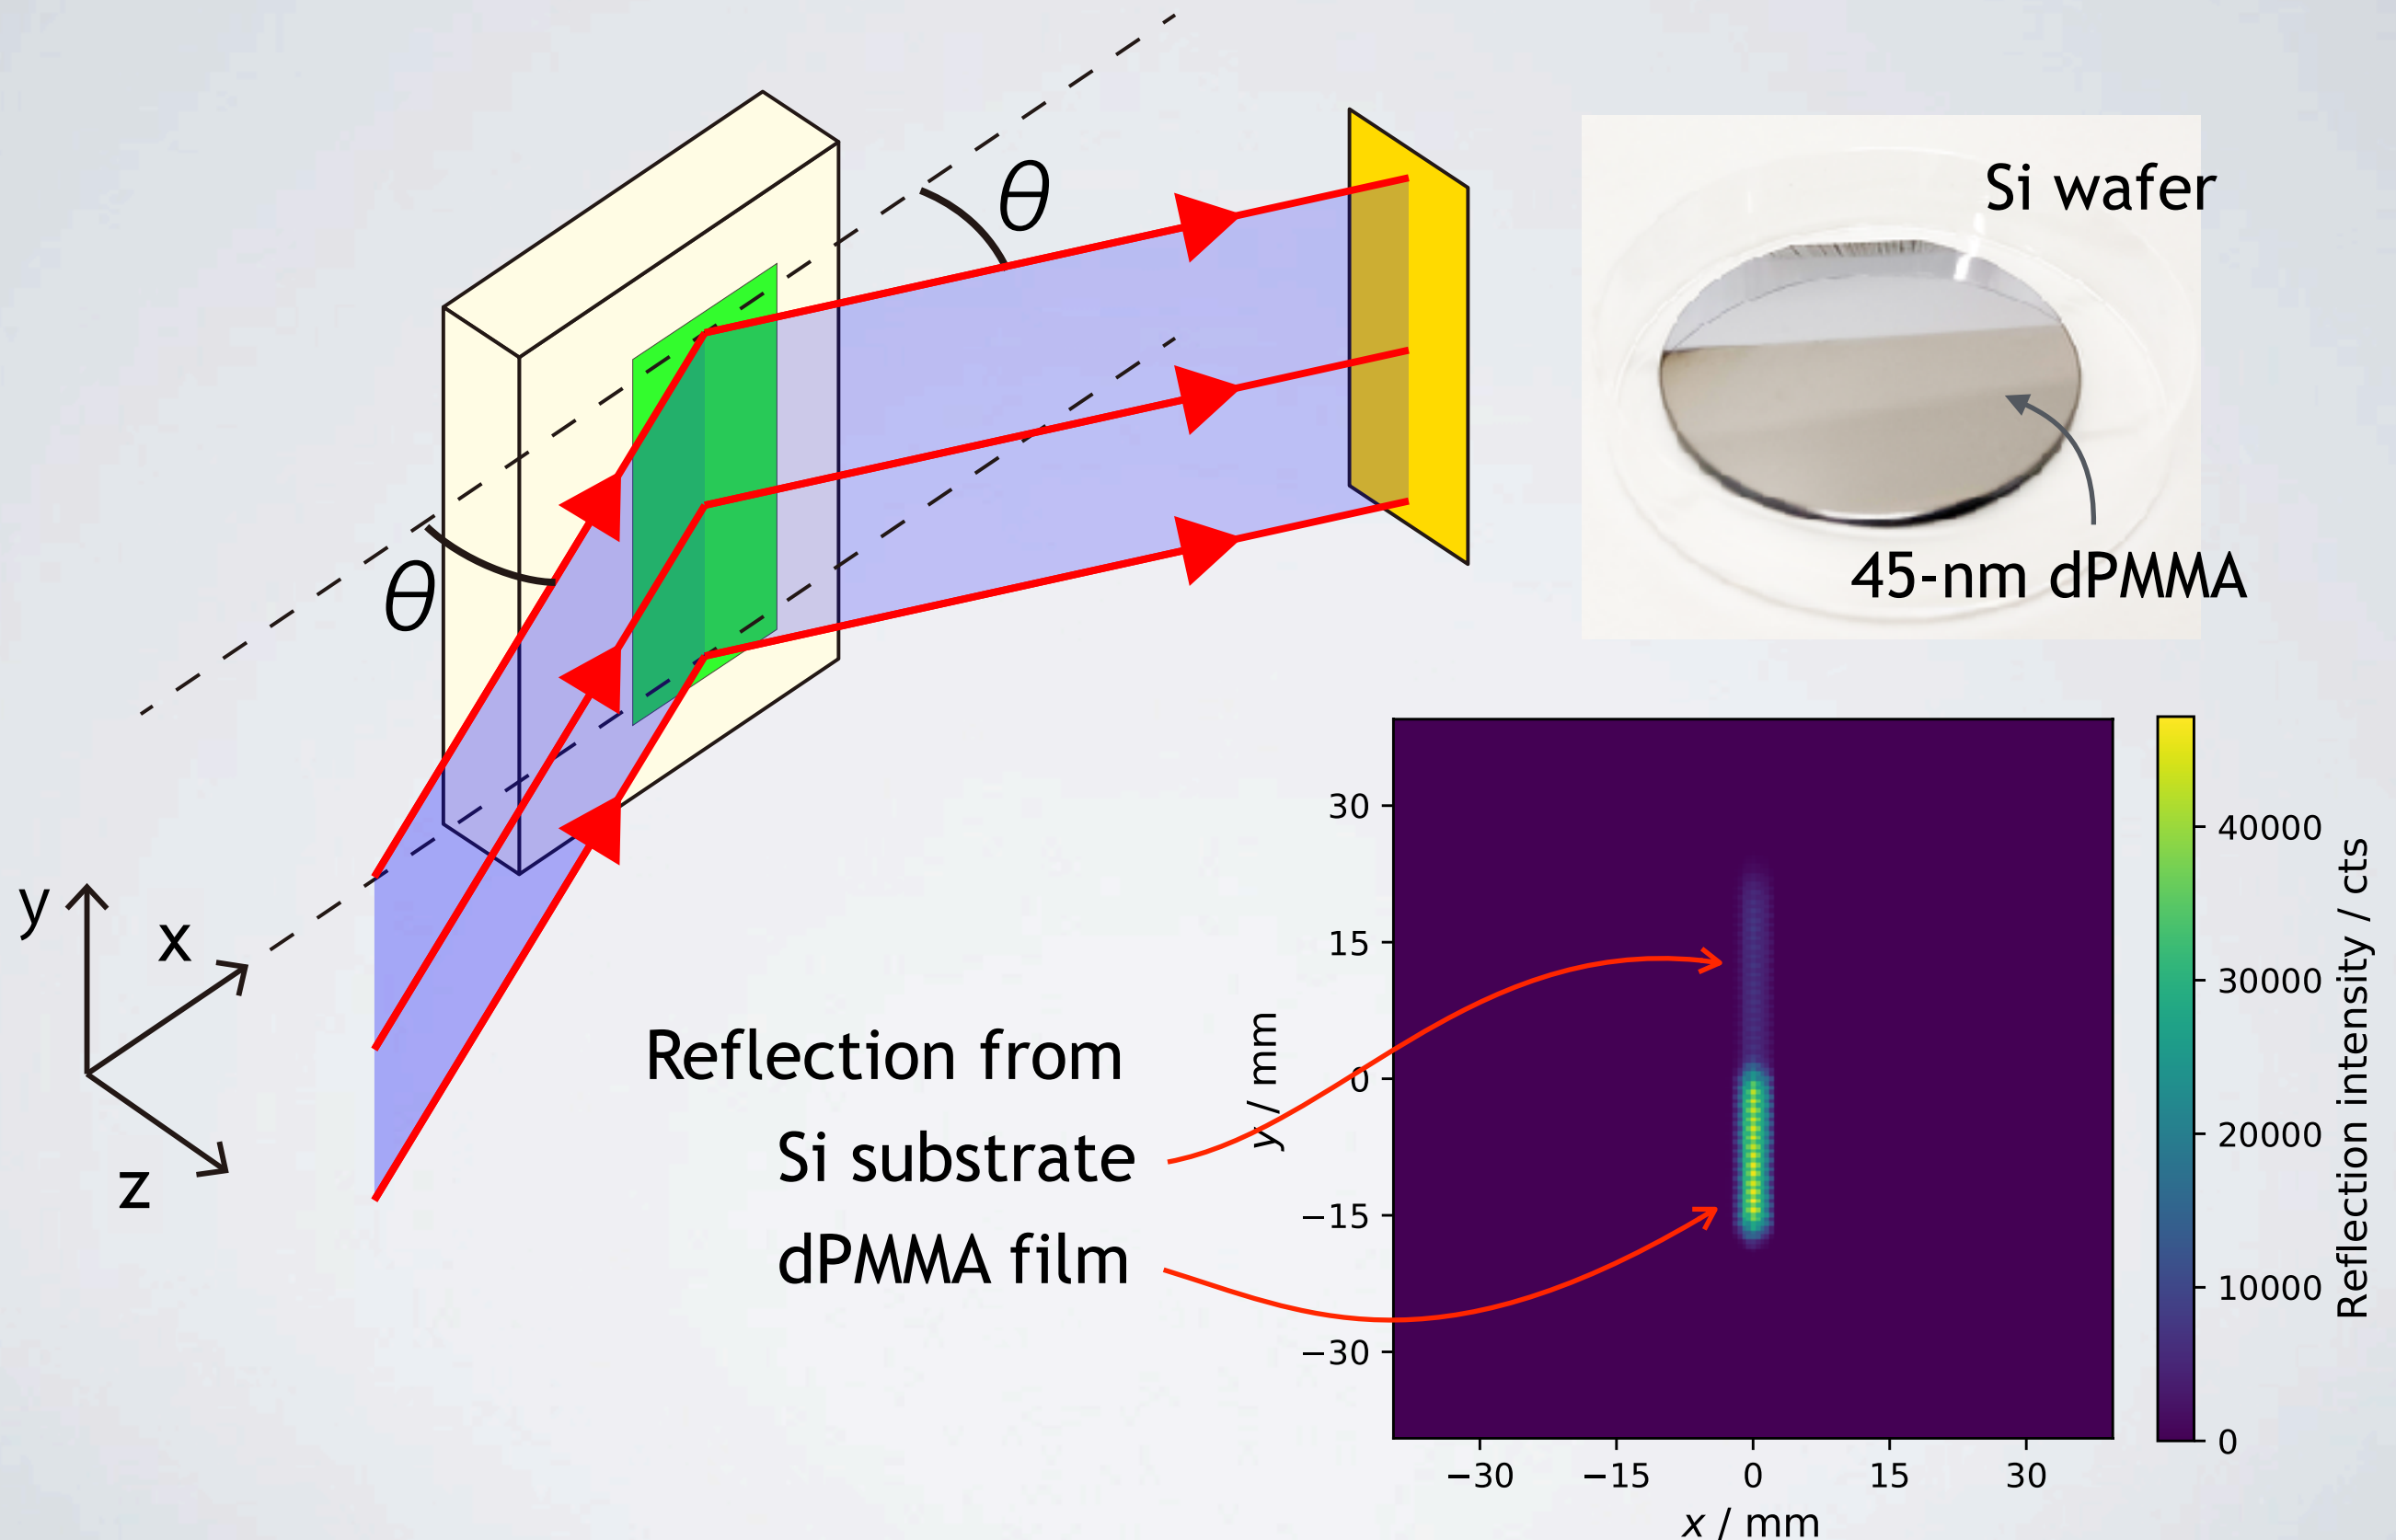 θ
θ
Si wafer
45-nm dPMMA
y
x
z
Reflection from
Si substrate
dPMMA film
30
15
0
−15
−30
y / mm
−30
−15
0
15
30
x / mm
40000
30000
20000
10000
0
Reflection intensity / cts